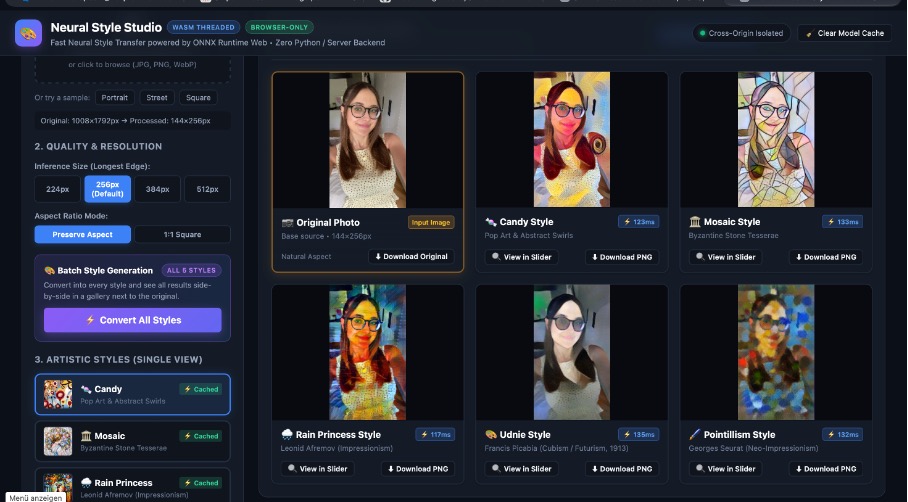 Neural Style Studio WASM THREADED BROWSER-ONLY
Fast Neural Style Transfer powered by ONNX Runtime Web • Zero Python / Server Backend
Cross-Origin Isolated
Clear Model Cache
or click to browse (JPG, PNG, WebP)
Or try a sample: Portrait Street Square
Original: 1008×1792px → Processed: 144×256px
2. QUALITY & RESOLUTION
Inference Size (Longest Edge):
224px
256px
(Default)
384px
512px
Aspect Ratio Mode:
Preserve Aspect
1:1 Square
Batch Style Generation ALL 5 STYLES
Convert into every style and see all results side-
by-side in a gallery next to the original.
Convert All Styles
3. ARTISTIC STYLES (SINGLE VIEW)
Candy Cached
Pop Art & Abstract Swirls
Mosaic Cached
Byzantine Stone Tesserae
Rain Princess Cached
Leonid Afremov (Impressionism)
Menü anzeigen
Original Photo Input Image
Base source • 144×256px
Natural Aspect Download Original
Candy Style 123ms
Pop Art & Abstract Swirls
View in Slider Download PNG
Mosaic Style 133ms
Byzantine Stone Tesserae
View in Slider Download PNG
Rain Princess Style 117ms
Leonid Afremov (Impressionism)
View in Slider Download PNG
Udnie Style 135ms
Francis Picabia (Cubism / Futurism, 1913)
View in Slider Download PNG
Pointillism Style 132ms
Georges Seurat (Neo-Impressionism)
View in Slider Download PNG